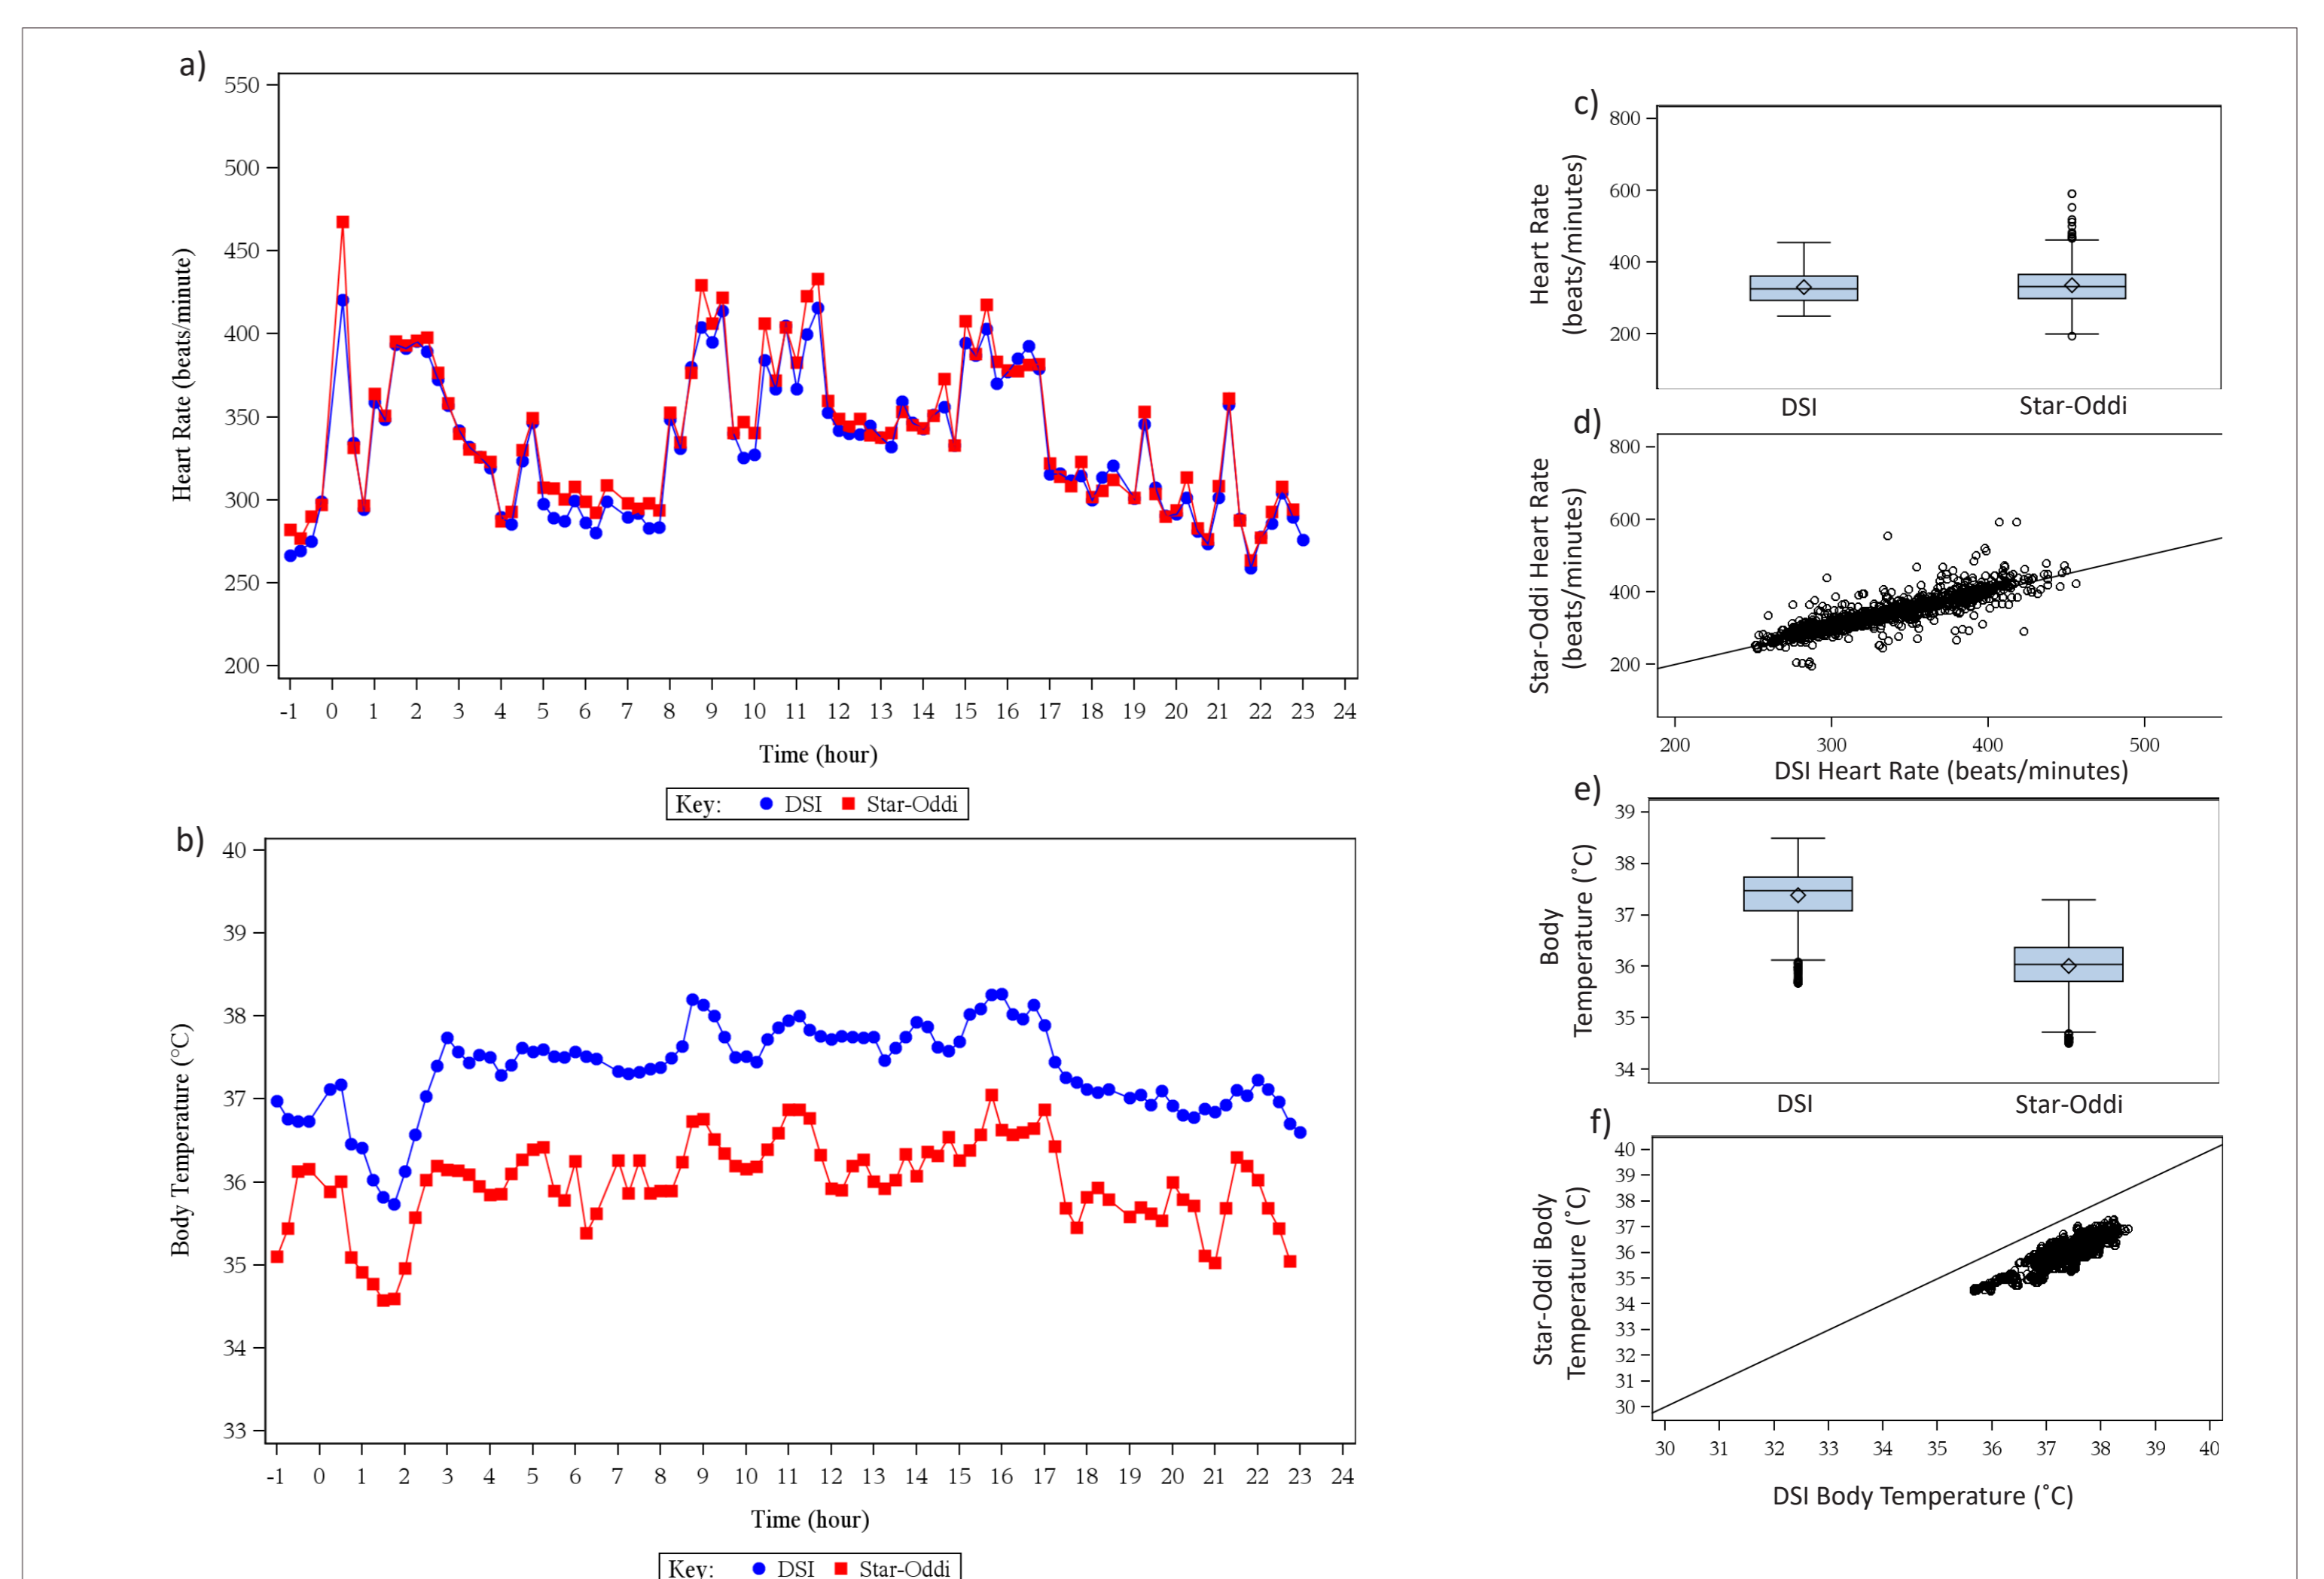 a)
550
500
450
400
350
300
250
200
Heart Rate (beats/minute)
-1 0 1 2 3 4 5 6 7 8 9 10 11 12 13 14 15 16 17 18 19 20 21 22 23 24
Time (hour)
Key: DSI Star-Oddi
b)
40
39
38
37
36
35
34
33
Body Temperature (°C)
-1 0 1 2 3 4 5 6 7 8 9 10 11 12 13 14 15 16 17 18 19 20 21 22 23 24
Time (hour)
Key: DSI Star-Oddi
c)
800
600
400
200
Heart Rate
(beats/minutes)
DSI Star-Oddi
d)
800
600
400
200
Star-Oddi Heart Rate
(beats/minutes)
200 300 400 500
DSI Heart Rate (beats/minutes)
e)
39
38
37
36
35
34
Body
Temperature (˚C)
DSI Star-Oddi
f)
40
39
38
37
36
35
34
33
32
31
30
Star-Oddi Body
Temperature (˚C)
30 31 32 33 34 35 36 37 38 39 40
DSI Body Temperature (˚C)